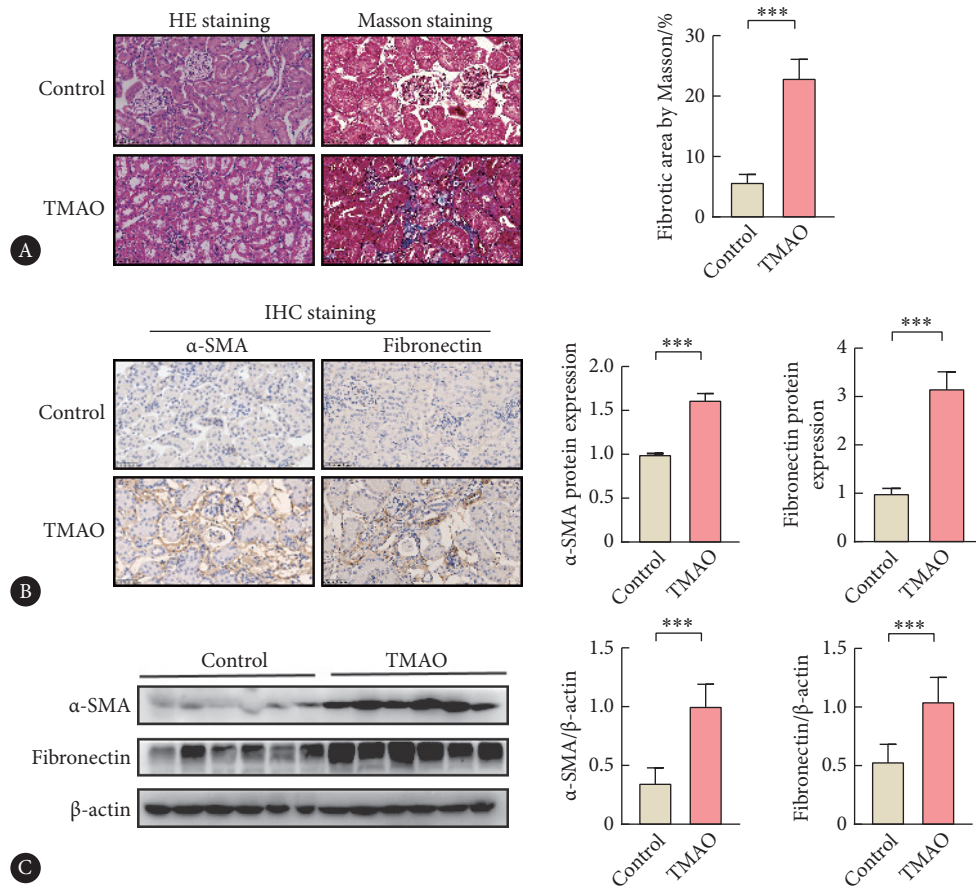 HE staining
Masson staining
Control
TMAO
A
Fibrotic area by Masson/%
30
20
10
0
***
Control
TMAO
IHC staining
α-SMA
Fibronectin
Control
TMAO
B
α-SMA protein expression
2.0
1.5
1.0
0.5
0.0
***
Control
TMAO
Fibronectin protein
expression
4
3
2
1
0
***
Control
TMAO
Control
TMAO
α-SMA
Fibronectin
β-actin
C
α-SMA/β-actin
1.5
1.0
0.5
0
***
Control
TMAO
Fibronectin/β-actin
1.5
1.0
0.5
0
***
Control
TMAO